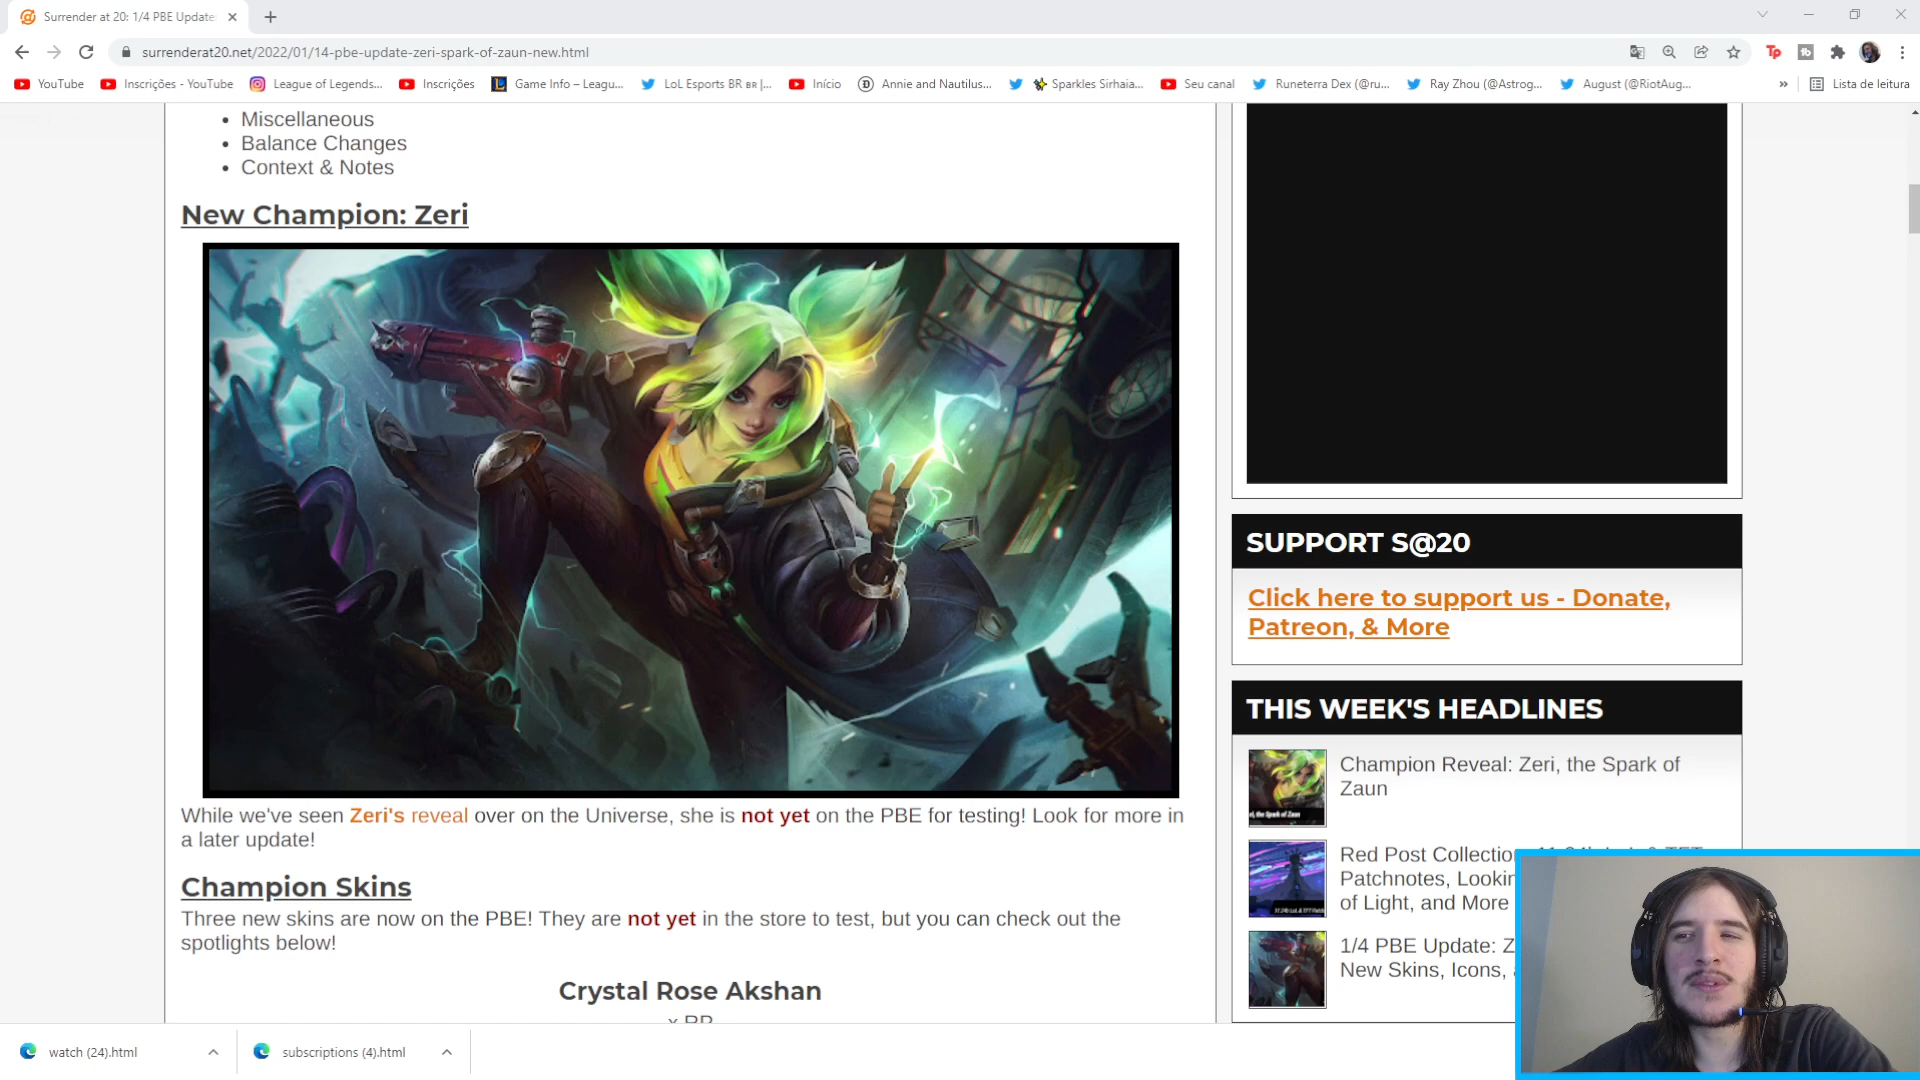 Surrender at 20: 1/4 PBE Update:
surrenderat20.net/2022/01/14-pbe-update-zeri-spark-of-zaun-new.html
YouTube
Inscrições - YouTube
League of Legends...
Inscrições
Game Info – Leagu...
LoL Esports BR ʙʀ |...
Início
Annie and Nautilus...
Sparkles Sirhaia...
Seu canal
Runeterra Dex (@ru...
Ray Zhou (@Astrog...
August (@RiotAug...
»
Lista de leitura
Miscellaneous
Balance Changes
Context & Notes
New Champion: Zeri
While we've seen Zeri's reveal over on the Universe, she is not yet on the PBE for testing! Look for more in
a later update!
Champion Skins
Three new skins are now on the PBE! They are not yet in the store to test, but you can check out the
spotlights below!
Crystal Rose Akshan
x RP
SUPPORT S@20
Click here to support us - Donate,
Patreon, & More
THIS WEEK'S HEADLINES
Champion Reveal: Zeri, the Spark of
Zaun
Red Post Collection
Patchnotes, Lookin
of Light, and More
1/4 PBE Update: Z
New Skins, Icons,
watch (24).html
subscriptions (4).html